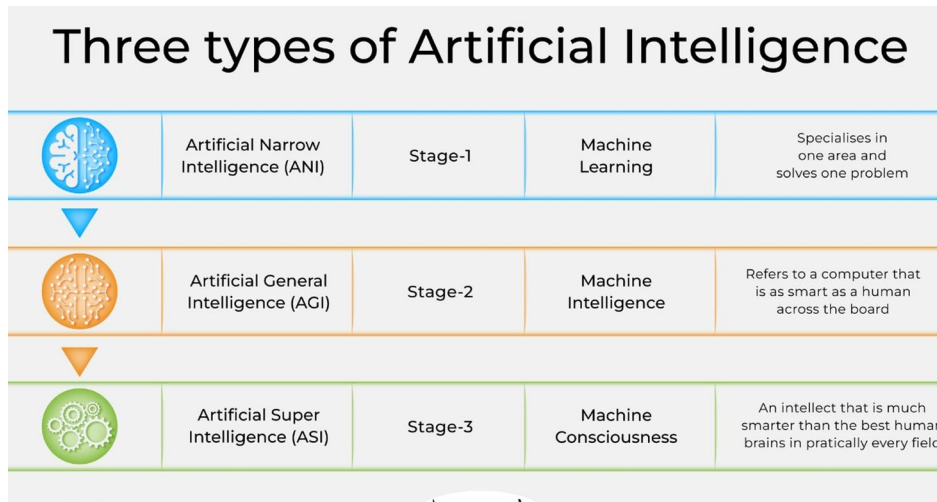 Three types of Artificial Intelligence
Artificial Narrow
Intelligence (ANI)
Stage-1
Machine
Learning
Specialises in
one area and
solves one problem
Artificial General
Intelligence (AGI)
Stage-2
Machine
Intelligence
Refers to a computer that
is as smart as a human
across the board
Artificial Super
Intelligence (ASI)
Stage-3
Machine
Consciousness
An intellect that is much
smarter than the best human
brains in pratically every field